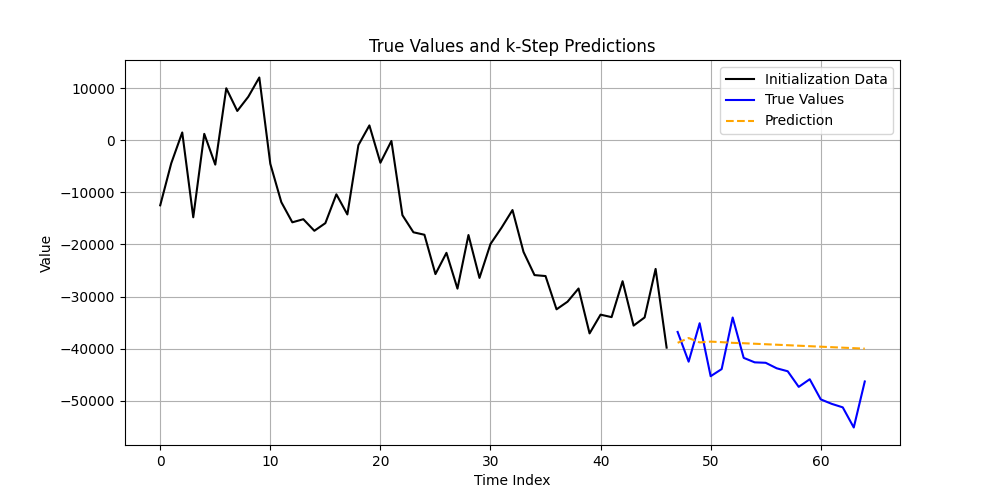 True Values and k-Step Predictions
Initialization Data
True Values
Prediction
10000
0
−10000
−20000
−30000
−40000
−50000
Value
0
10
20
30
40
50
60
Time Index